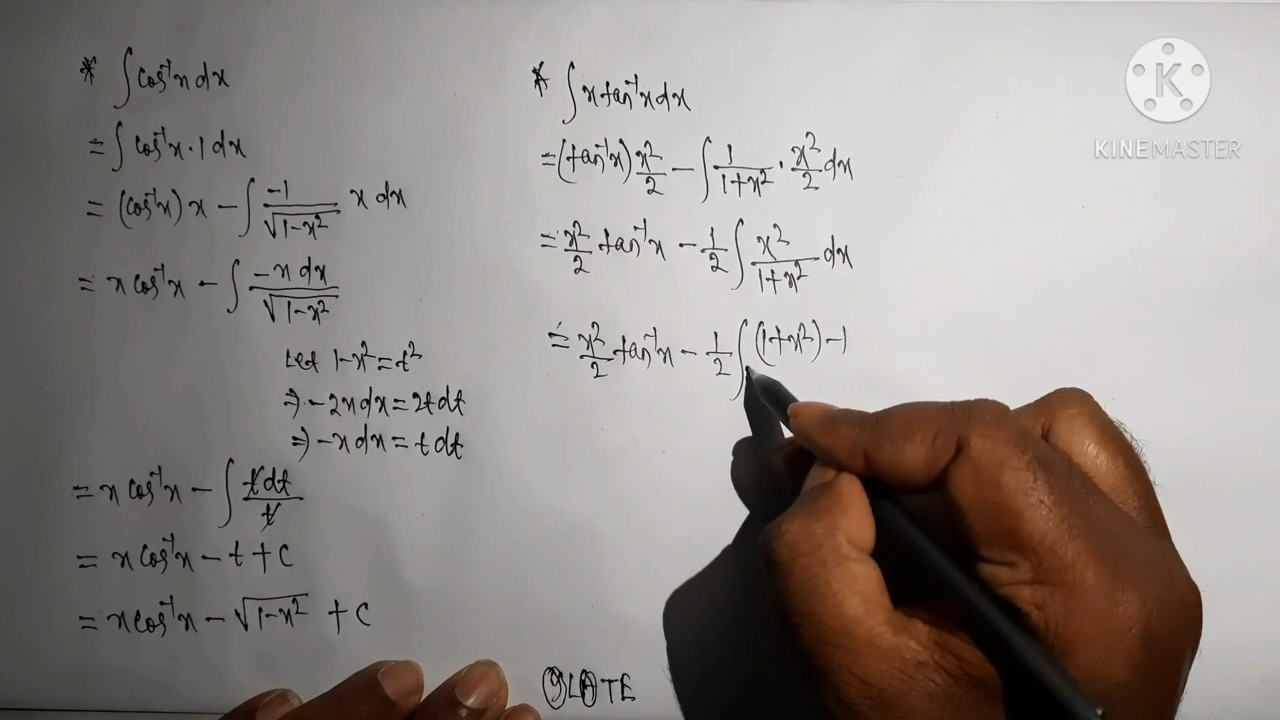 * ∫cos⁻¹x dx
= ∫cos⁻¹x · 1 dx
= (cos⁻¹x) x − ∫ -1/√(1−x²) x dx
= x cos⁻¹x − ∫ -x dx/√(1−x²)
Let 1−x² = t²
⇒ −2x dx = 2t dt
⇒ −x dx = t dt
= x cos⁻¹x − ∫ t dt/t
= x cos⁻¹x − t + C
= x cos⁻¹x − √(1−x²) + C
* ∫x tan⁻¹x dx
= (tan⁻¹x) x²/2 − ∫ 1/(1+x²) · x²/2 dx
= x²/2 tan⁻¹x − 1/2 ∫ x²/(1+x²) dx
= x²/2 tan⁻¹x − 1/2 ∫ (1+x²) − 1
ILATE
K
KINEMASTER